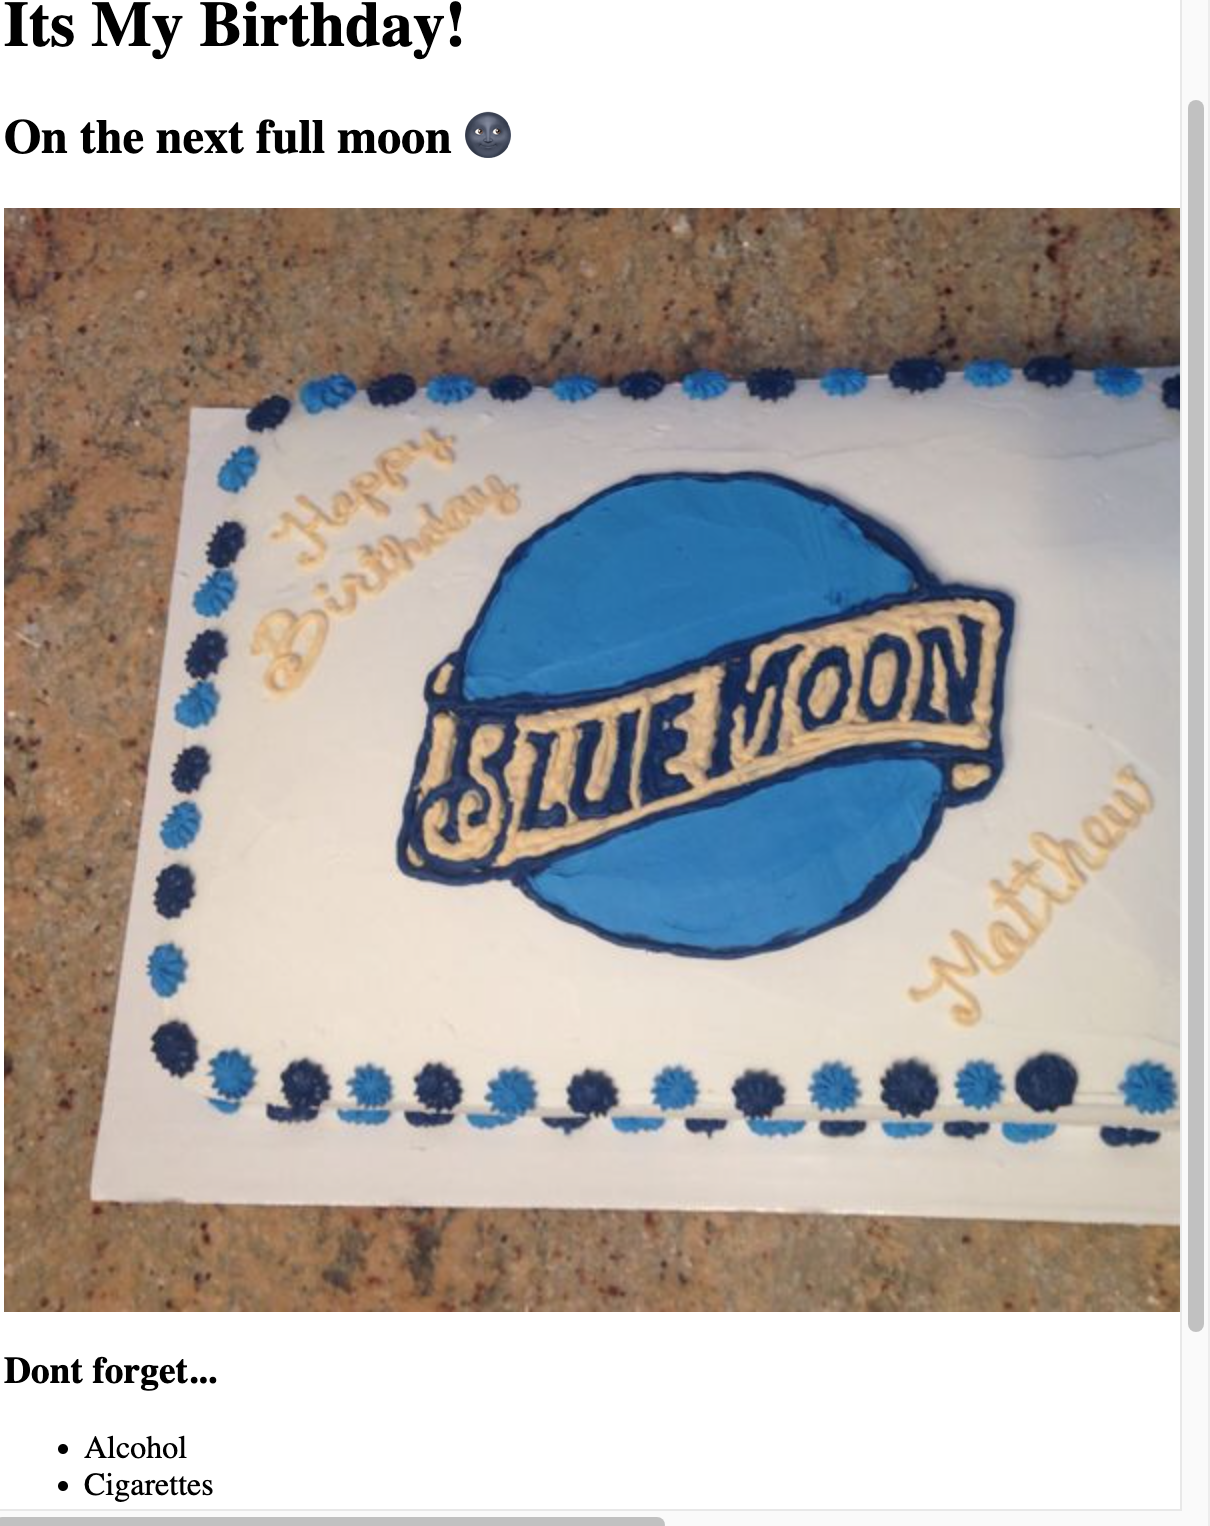 Its My Birthday!
On the next full moon 🌚
Happy
Birthday
BLUE MOON
Matthew
Dont forget...
• Alcohol
• Cigarettes